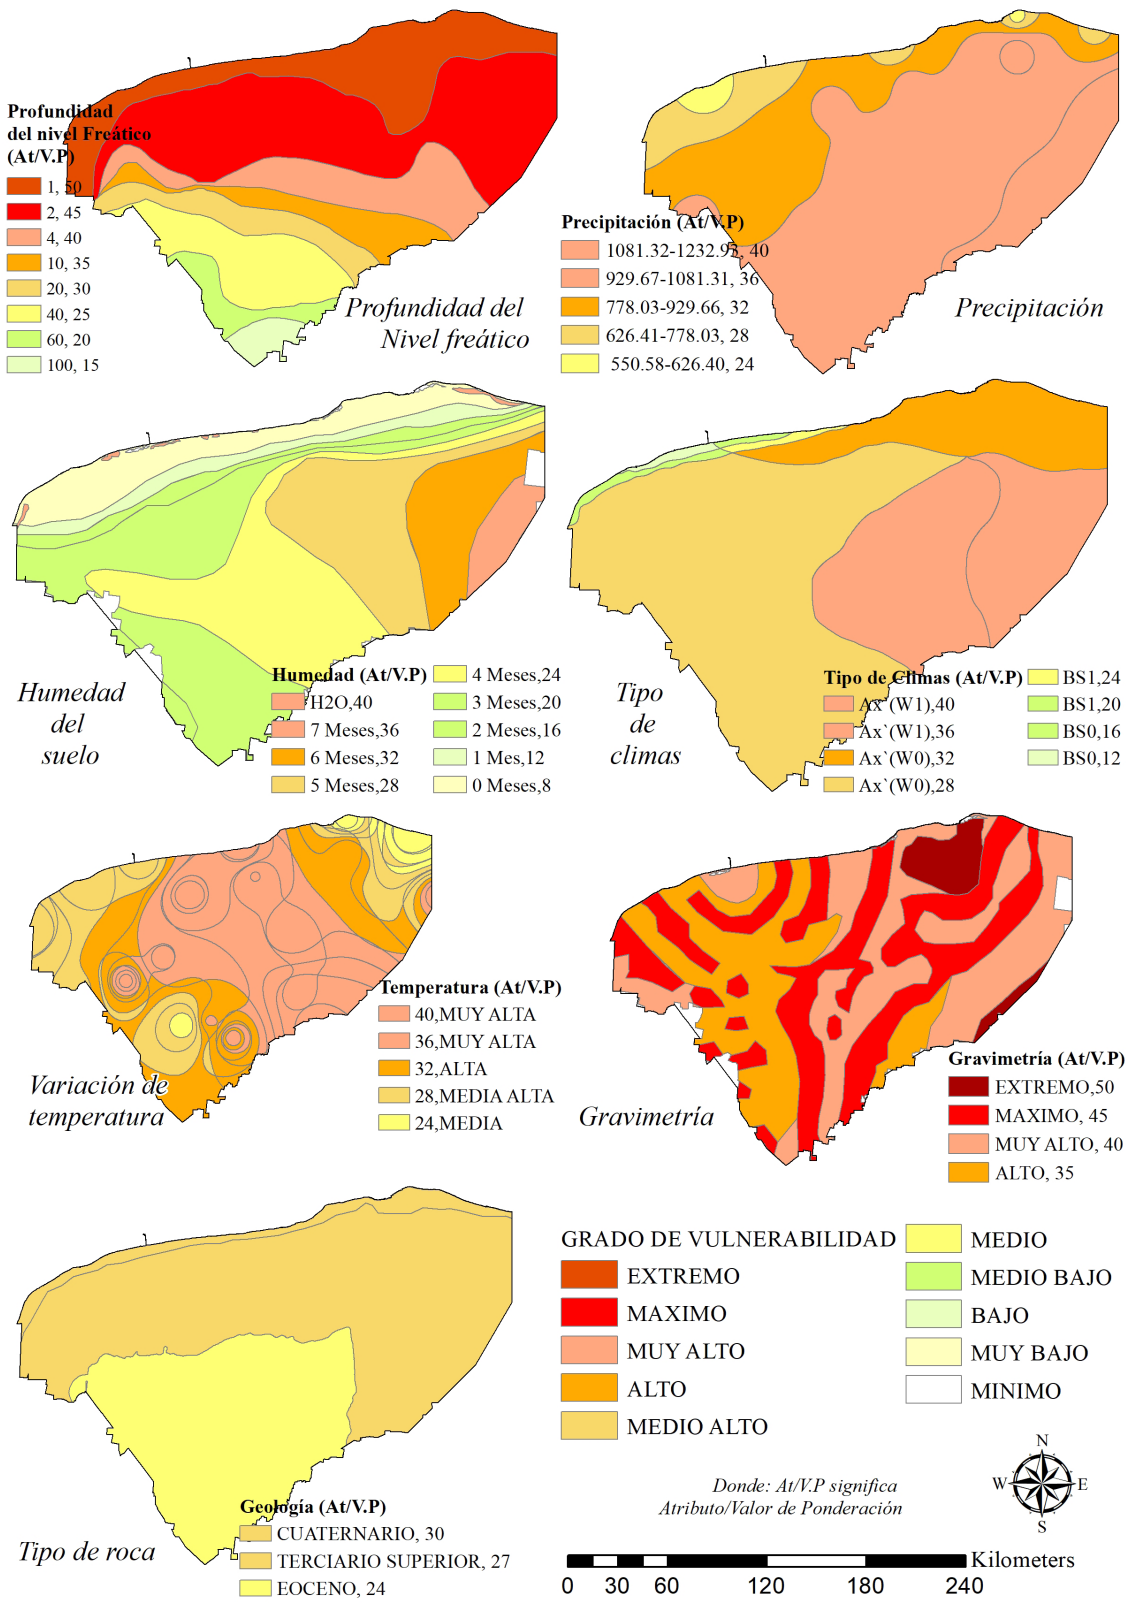 Profundidad
del nivel Freático
(At/V.P)
1, 50
2, 45
4, 40
10, 35
20, 30
40, 25
60, 20
100, 15
Profundidad del
Nivel freático
Precipitación (At/V.P)
1081.32-1232.93, 40
929.67-1081.31, 36
778.03-929.66, 32
626.41-778.03, 28
550.58-626.40, 24
Precipitación
Humedad
del
suelo
Humedad (At/V.P)
H2O,40
7 Meses,36
6 Meses,32
5 Meses,28
4 Meses,24
3 Meses,20
2 Meses,16
1 Mes,12
0 Meses,8
Tipo
de
climas
Tipo de Climas (At/V.P)
Ax`(W1),40
Ax`(W1),36
Ax`(W0),32
Ax`(W0),28
BS1,24
BS1,20
BS0,16
BS0,12
Variación de
temperatura
Temperatura (At/V.P)
40,MUY ALTA
36,MUY ALTA
32,ALTA
28,MEDIA ALTA
24,MEDIA
Gravimetría
Gravimetría (At/V.P)
EXTREMO,50
MAXIMO, 45
MUY ALTO, 40
ALTO, 35
Tipo de roca
Geología (At/V.P)
CUATERNARIO, 30
TERCIARIO SUPERIOR, 27
EOCENO, 24
GRADO DE VULNERABILIDAD
EXTREMO
MAXIMO
MUY ALTO
ALTO
MEDIO ALTO
MEDIO
MEDIO BAJO
BAJO
MUY BAJO
MINIMO
Donde: At/V.P significa
Atributo/Valor de Ponderación
N
W E
S
Kilometers
0 30 60 120 180 240